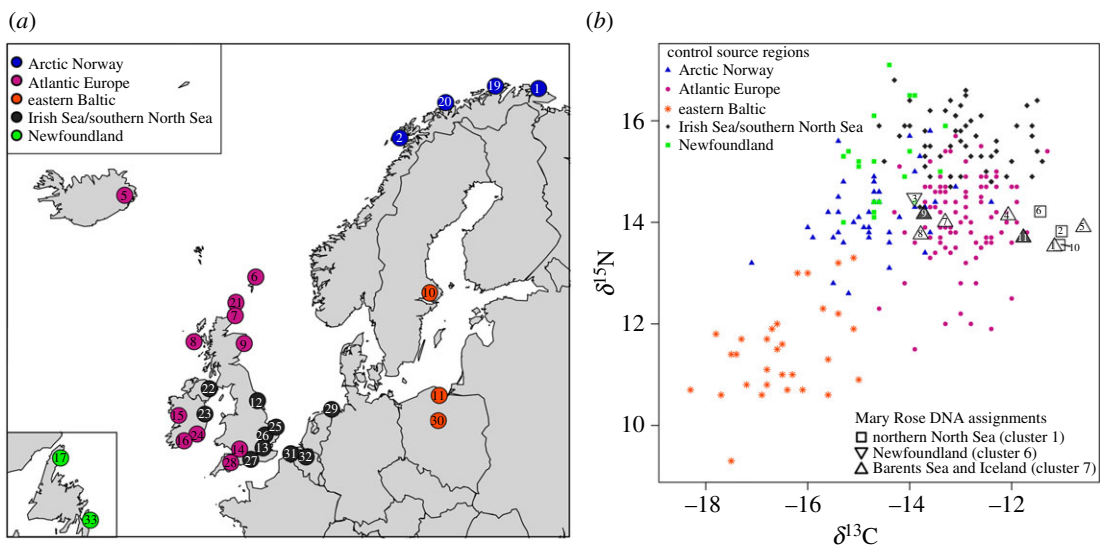 (a)
Arctic Norway
Atlantic Europe
eastern Baltic
Irish Sea/southern North Sea
Newfoundland
19
1
20
2
5
6
21
7
8
9
10
22
12
11
23
15
29
30
25
24
26
16
14
13
31
32
28
27
17
33
(b)
control source regions
Arctic Norway
Atlantic Europe
eastern Baltic
Irish Sea/southern North Sea
Newfoundland
16
14
12
10
δ15N
3
9
7
8
4
6
2
5
1
10
Mary Rose DNA assignments
northern North Sea (cluster 1)
Newfoundland (cluster 6)
Barents Sea and Iceland (cluster 7)
−18
−16
−14
−12
δ13C